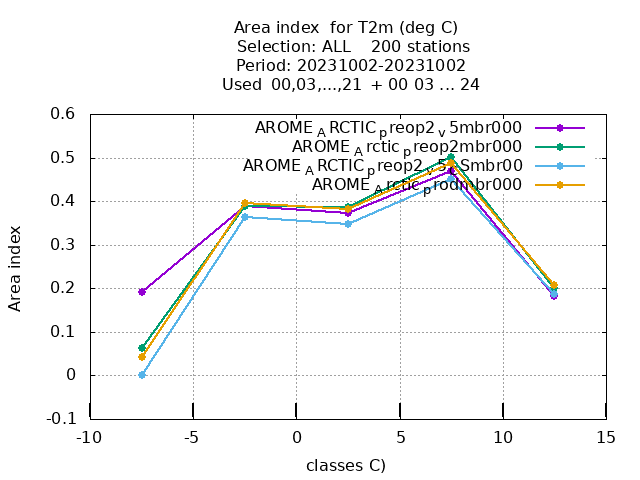 Area index  for T2m (deg C)
Selection: ALL    200 stations
Period: 20231002-20231002
Used  00,03,...,21  + 00 03 ... 24
0.6
0.5
0.4
0.3
0.2
0.1
0
-0.1
-10
-5
0
5
10
15
Area index
classes C)
AROME_ARCTIC_preop2_v5mbr000
AROME_Arctic_preop2mbr000
AROME_Arctic_prodmbr000